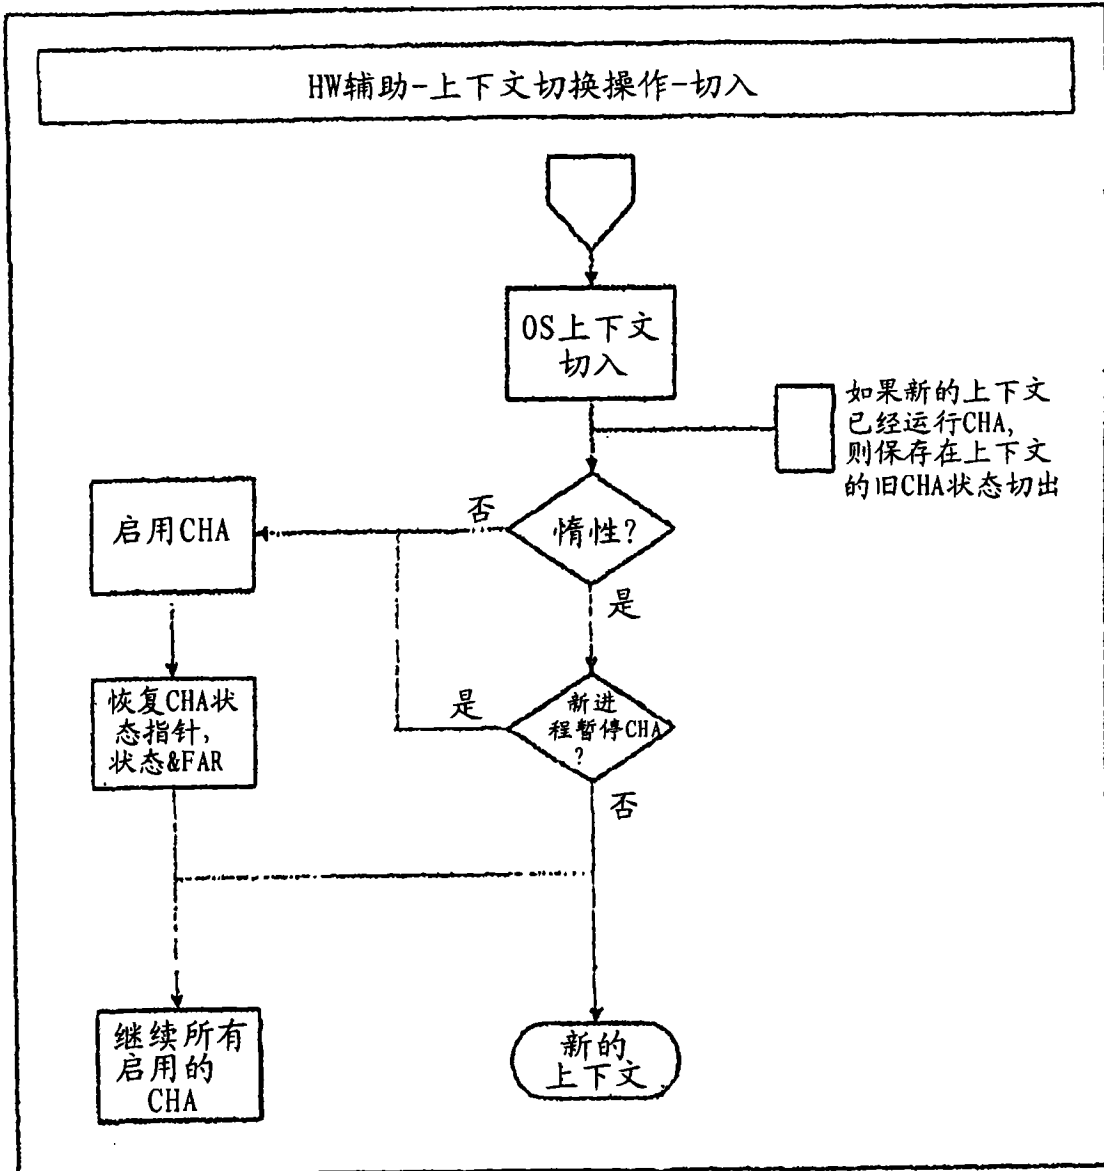 HW辅助-上下文切换操作-切入
OS上下文
切入
如果新的上下文
已经运行CHA,
则保存在上下文
的旧CHA状态切出
否
惰性?
启用CHA
是
恢复CHA状
态指针,
状态&FAR
是
新进
程暂停CHA
?
否
继续所有
启用的
CHA
新的
上下文